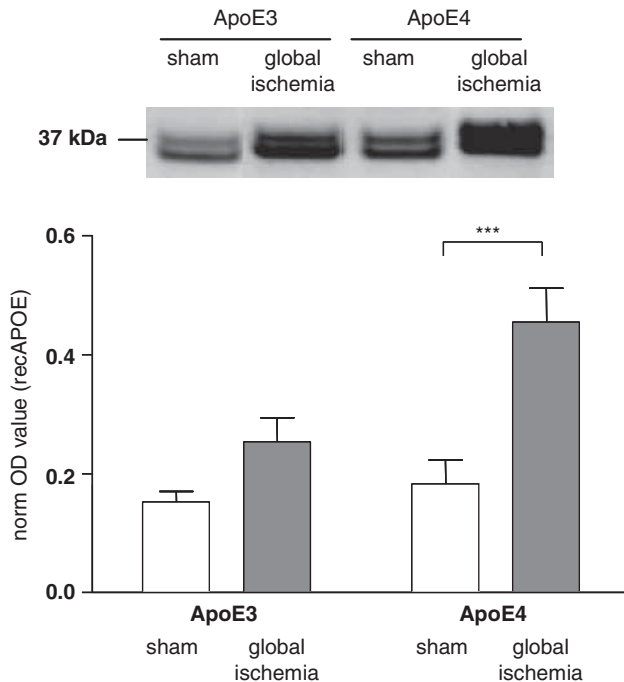 ApoE3 ApoE4
sham global ischemia sham global ischemia
37 kDa
0.6
***
0.4
0.2
0.0
norm OD value (recAPOE)
ApoE3 ApoE4
sham global ischemia sham global ischemia